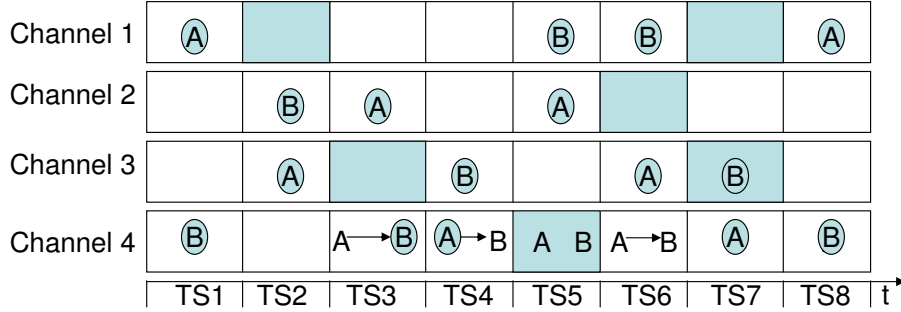 Channel 1 A B B A
Channel 2 B A A
Channel 3 A B A B
Channel 4 B A B A B A B A B A B
TS1 TS2 TS3 TS4 TS5 TS6 TS7 TS8 t